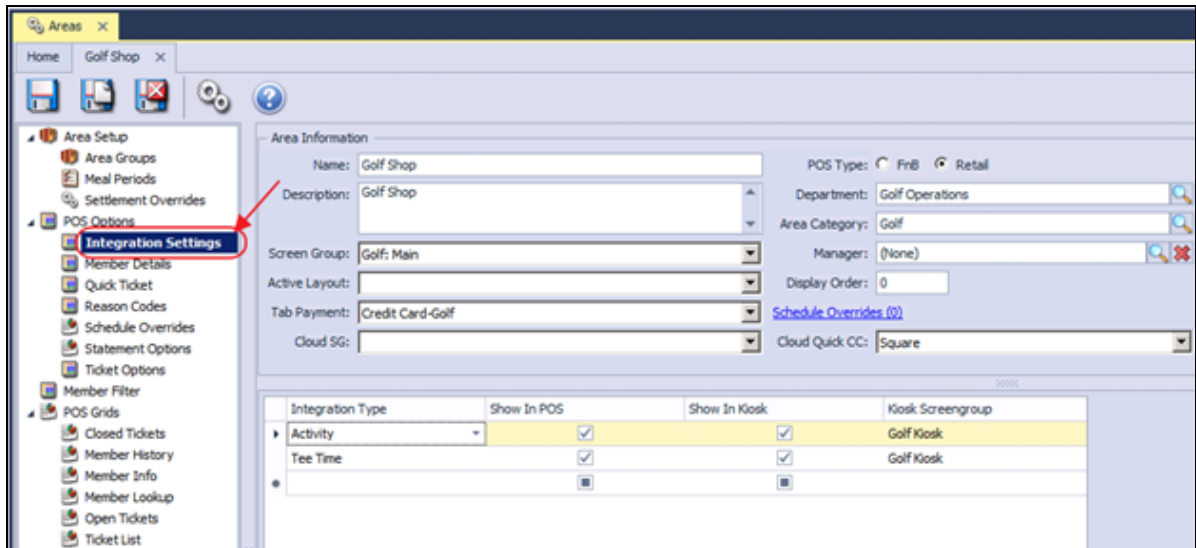 Areas
Home Golf Shop
Area Setup
Area Groups
Meal Periods
Settlement Overrides
POS Options
Integration Settings
Member Details
Quick Ticket
Reason Codes
Schedule Overrides
Statement Options
Ticket Options
Member Filter
POS Grids
Closed Tickets
Member History
Member Info
Member Lookup
Open Tickets
Ticket List
Area Information
Name: Golf Shop POS Type: FnB Retail
Description: Golf Shop Department: Golf Operations
Area Category: Golf
Screen Group: Golf: Main Manager: (None)
Active Layout: Display Order: 0
Tab Payment: Credit Card-Golf Schedule Overrides (0)
Cloud SG: Cloud Quick CC: Square
Integration Type Show In POS Show In Kiosk Kiosk Screengroup
Activity Golf Kiosk
Tee Time Golf Kiosk